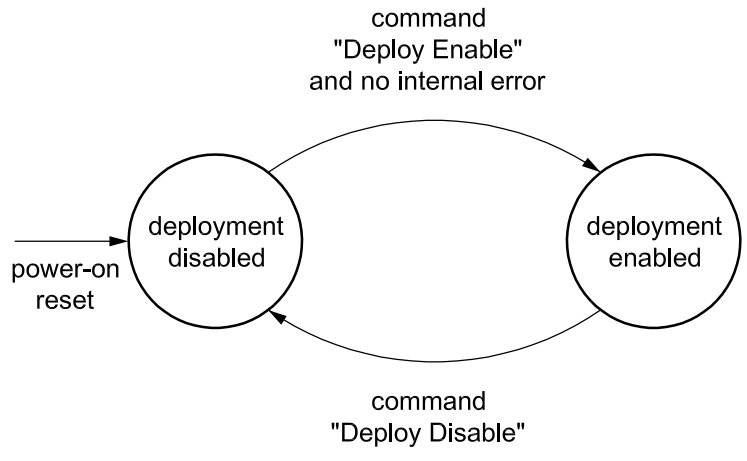 command
"Deploy Enable"
and no internal error
deployment
disabled
deployment
enabled
power-on
reset
command
"Deploy Disable"